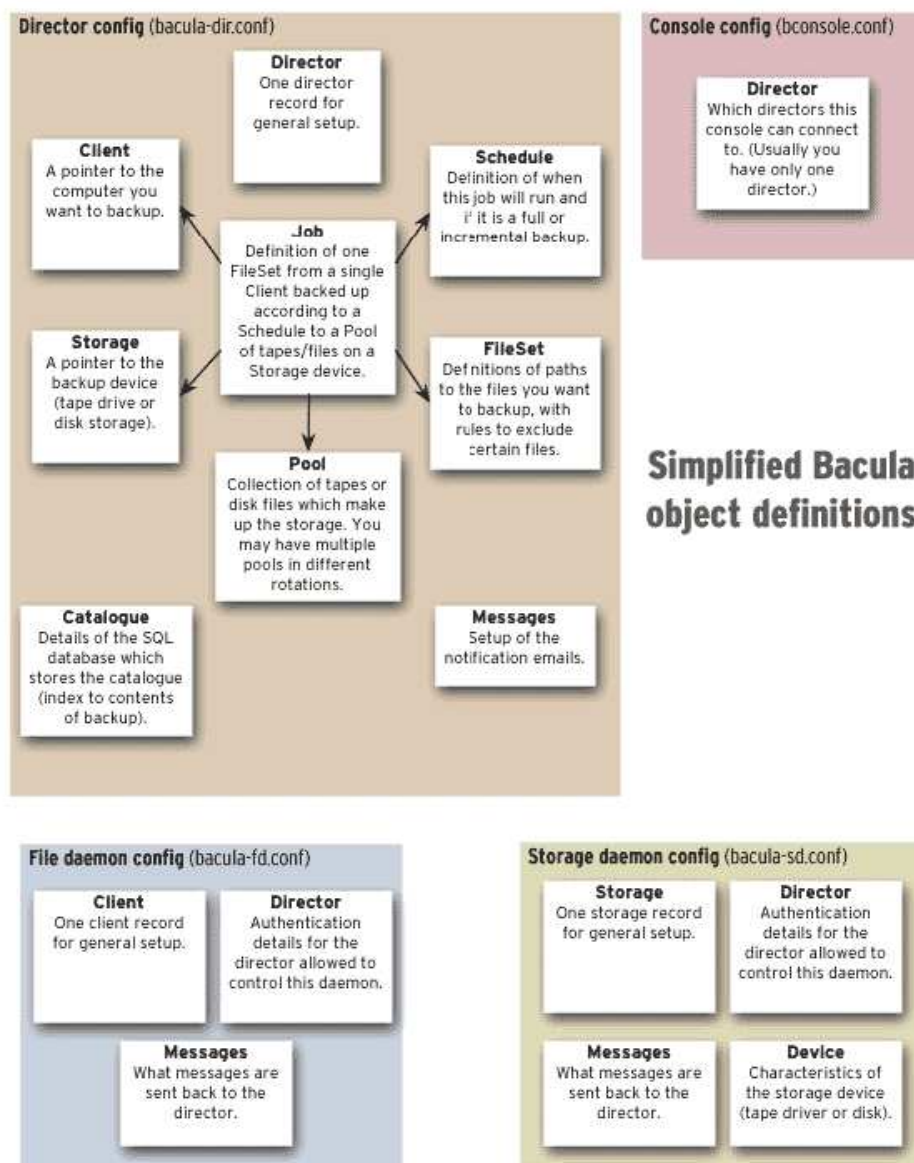 Director config (bacula-dir.conf)
Director
One director
record for
general setup.
Client
A pointer to the
computer you
want to backup.
Schedule
Definition of when
this job will run and
if it is a full or
incremental backup.
Job
Definition of one
FileSet from a single
Client backed up
according to a
Schedule to a Pool
of tapes/files on a
Storage device.
Storage
A pointer to the
backup device
(tape drive or
disk storage).
FileSet
Definitions of paths
to the files you want
to backup, with
rules to exclude
certain files.
Pool
Collection of tapes or
disk files which make
up the storage. You
may have multiple
pools in different
rotations.
Catalogue
Details of the SQL
database which
stores the catalogue
(index to contents
of backup).
Messages
Setup of the
notification emails.
Console config (bconsole.conf)
Director
Which directors this
console can connect
to. (Usually you
have only one
director.)
Simplified Bacula
object definitions
File daemon config (bacula-fd.conf)
Client
One client record
for general setup.
Director
Authentication
details for the
director allowed to
control this daemon.
Messages
What messages are
sent back to the
director.
Storage daemon config (bacula-sd.conf)
Storage
One storage record
for general setup.
Director
Authentication
details for the
director allowed to
control this daemon.
Messages
What messages are
sent back to the
director.
Device
Characteristics of
the storage device
(tape driver or disk).